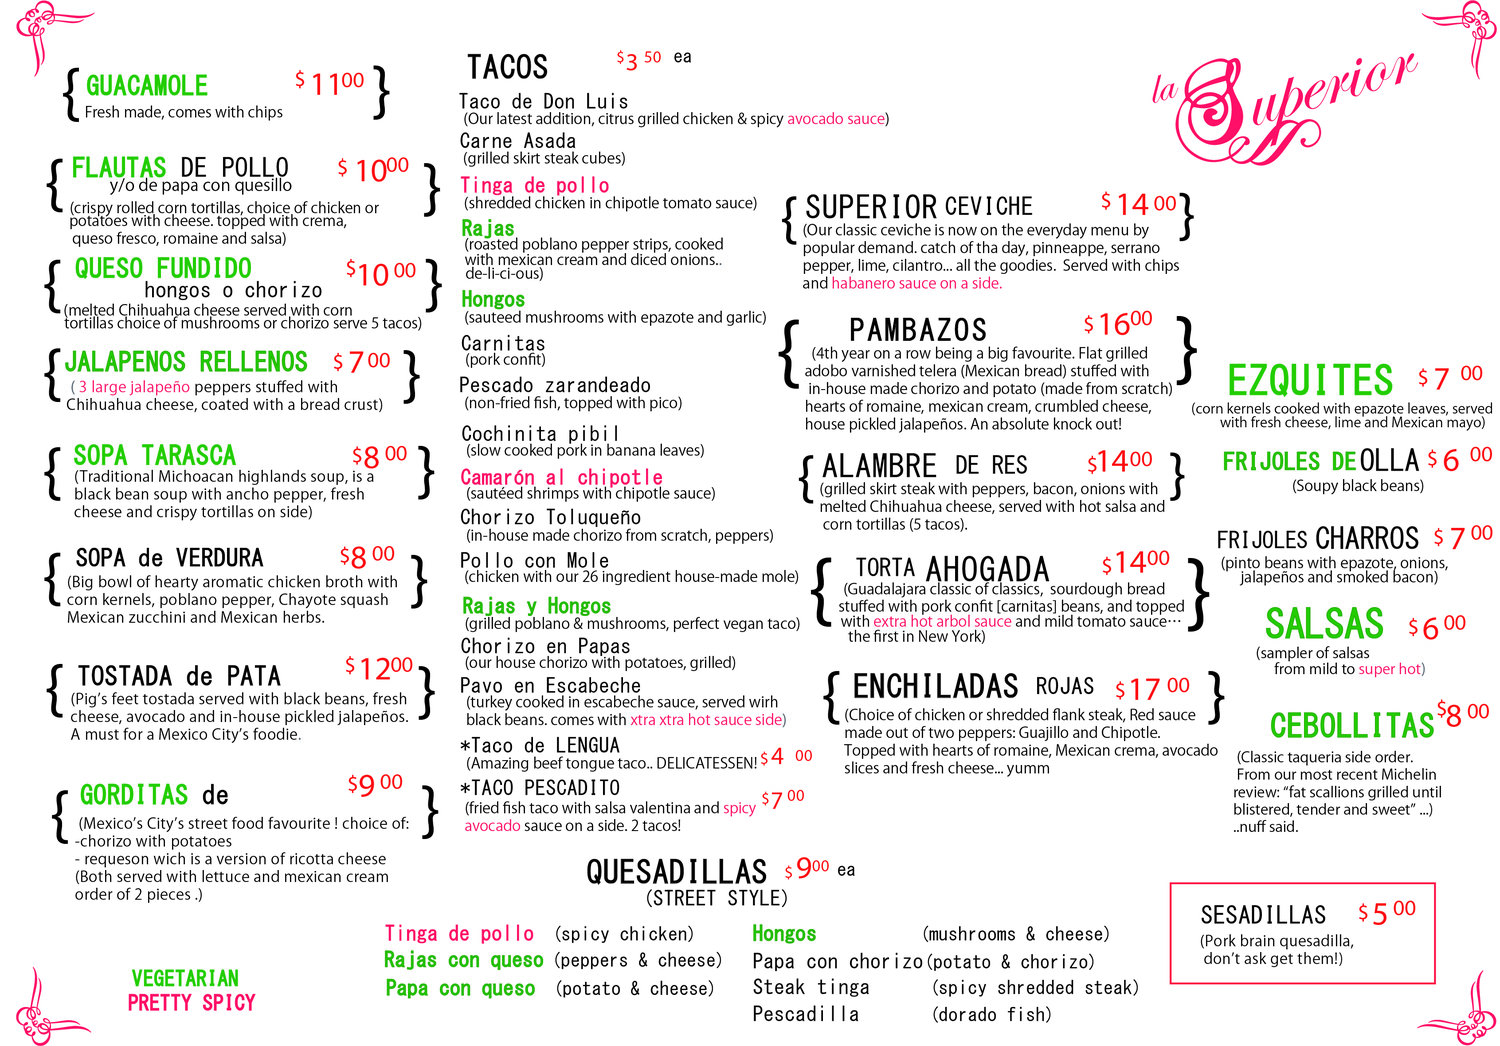 la Superior
GUACAMOLE $ 11 00
Fresh made, comes with chips
FLAUTAS DE POLLO $ 10 00
y/o de papa con quesillo
(crispy rolled corn tortillas, choice of chicken or
potatoes with cheese. topped with crema,
queso fresco, romaine and salsa)
QUESO FUNDIDO $ 10 00
hongos o chorizo
(melted Chihuahua cheese served with corn
tortillas choice of mushrooms or chorizo serve 5 tacos)
JALAPENOS RELLENOS $ 7 00
( 3 large jalapeño peppers stuffed with
Chihuahua cheese, coated with a bread crust)
SOPA TARASCA $8 00
(Traditional Michoacan highlands soup, is a
black bean soup with ancho pepper, fresh
cheese and crispy tortillas on side)
SOPA de VERDURA $8 00
(Big bowl of hearty aromatic chicken broth with
corn kernels, poblano pepper, Chayote squash
Mexican zucchini and Mexican herbs.
TOSTADA de PATA $ 12 00
(Pig's feet tostada served with black beans, fresh
cheese, avocado and in-house pickled jalapeños.
A must for a Mexico City's foodie.
GORDITAS de $9 00
(Mexico's City's street food favourite ! choice of:
-chorizo with potatoes
- requeson wich is a version of ricotta cheese
(Both served with lettuce and mexican cream
order of 2 pieces .)
VEGETARIAN
PRETTY SPICY
TACOS $3 50 ea
Taco de Don Luis
(Our latest addition, citrus grilled chicken & spicy avocado sauce)
Carne Asada
(grilled skirt steak cubes)
Tinga de pollo
(shredded chicken in chipotle tomato sauce)
Rajas
(roasted poblano pepper strips, cooked
with mexican cream and diced onions..
de-li-ci-ous)
Hongos
(sauteed mushrooms with epazote and garlic)
Carnitas
(pork confit)
Pescado zarandeado
(non-fried fish, topped with pico)
Cochinita pibil
(slow cooked pork in banana leaves)
Camarón al chipotle
(sautéed shrimps with chipotle sauce)
Chorizo Toluqueño
(in-house made chorizo from scratch, peppers)
Pollo con Mole
(chicken with our 26 ingredient house-made mole)
Rajas y Hongos
(grilled poblano & mushrooms, perfect vegan taco)
Chorizo en Papas
(our house chorizo with potatoes, grilled)
Pavo en Escabeche
(turkey cooked in escabeche sauce, served wirh
black beans. comes with xtra xtra hot sauce side)
*Taco de LENGUA
(Amazing beef tongue taco.. DELICATESSEN! $ 4 00
*TACO PESCADITO
(fried fish taco with salsa valentina and spicy $ 7 00
avocado sauce on a side. 2 tacos!
QUESADILLAS $ 9 00 ea
(STREET STYLE)
Tinga de pollo (spicy chicken)
Rajas con queso (peppers & cheese)
Papa con queso (potato & cheese)
Hongos (mushrooms & cheese)
Papa con chorizo (potato & chorizo)
Steak tinga (spicy shredded steak)
Pescadilla (dorado fish)
SUPERIOR CEVICHE $ 14 00
(Our classic ceviche is now on the everyday menu by
popular demand. catch of tha day, pinneappe, serrano
pepper, lime, cilantro... all the goodies. Served with chips
and habanero sauce on a side.
PAMBAZOS $ 16 00
(4th year on a row being a big favourite. Flat grilled
adobo varnished telera (Mexican bread) stuffed with
in-house made chorizo and potato (made from scratch)
hearts of romaine, mexican cream, crumbled cheese,
house pickled jalapeños. An absolute knock out!
ALAMBRE DE RES $14 00
(grilled skirt steak with peppers, bacon, onions with
melted Chihuahua cheese, served with hot salsa and
corn tortillas (5 tacos).
TORTA AHOGADA $ 14 00
(Guadalajara classic of classics, sourdough bread
stuffed with pork confit [carnitas] beans, and topped
with extra hot arbol sauce and mild tomato sauce…
the first in New York)
ENCHILADAS ROJAS $ 17 00
(Choice of chicken or shredded flank steak, Red sauce
made out of two peppers: Guajillo and Chipotle.
Topped with hearts of romaine, Mexican crema, avocado
slices and fresh cheese... yumm
EZQUITES $ 7 00
(corn kernels cooked with epazote leaves, served
with fresh cheese, lime and Mexican mayo)
FRIJOLES DE OLLA $ 6 00
(Soupy black beans)
FRIJOLES CHARROS $ 7 00
(pinto beans with epazote, onions,
jalapeños and smoked bacon)
SALSAS $ 6 00
(sampler of salsas
from mild to super hot)
CEBOLLITAS $8 00
(Classic taqueria side order.
From our most recent Michelin
review: "fat scallions grilled until
blistered, tender and sweet" ...)
..nuff said.
SESADILLAS $ 5 00
(Pork brain quesadilla,
don't ask get them!)